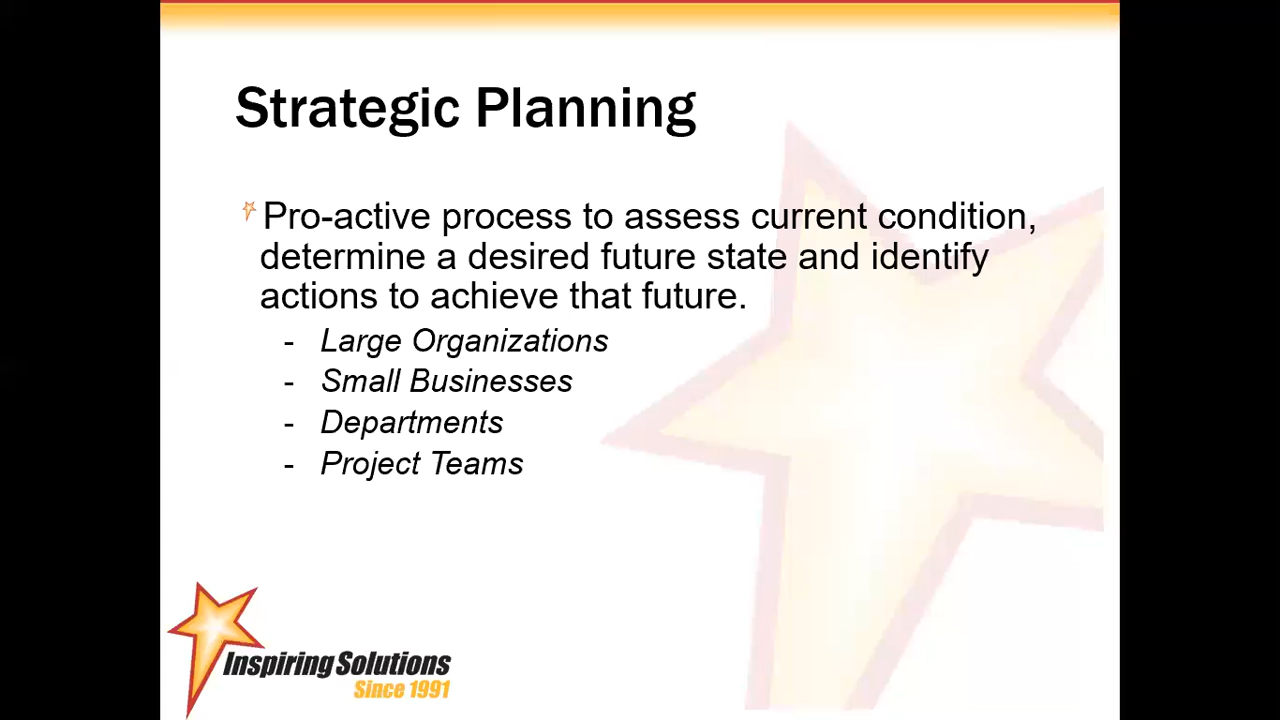 Strategic Planning
Pro-active process to assess current condition,
determine a desired future state and identify
actions to achieve that future.
- Large Organizations
- Small Businesses
- Departments
- Project Teams
Inspiring Solutions
Since 1991